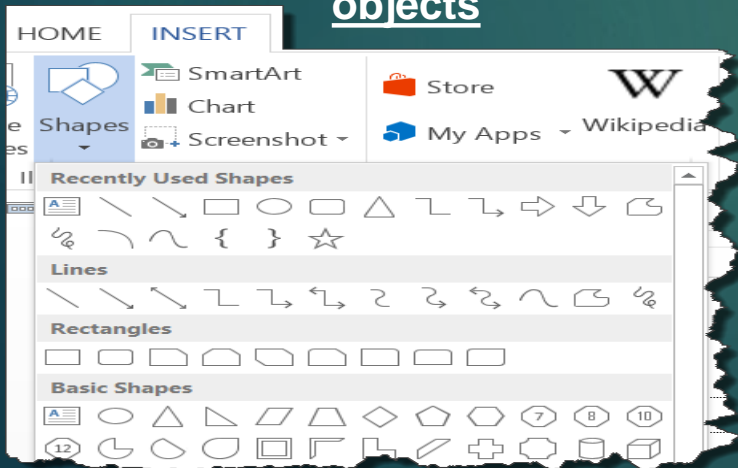 objects
HOME INSERT
SmartArt
Chart
Screenshot
Shapes
Store
My Apps
W
Wikipedia
Recently Used Shapes
A
Lines
Rectangles
Basic Shapes
A 7 8 10
12